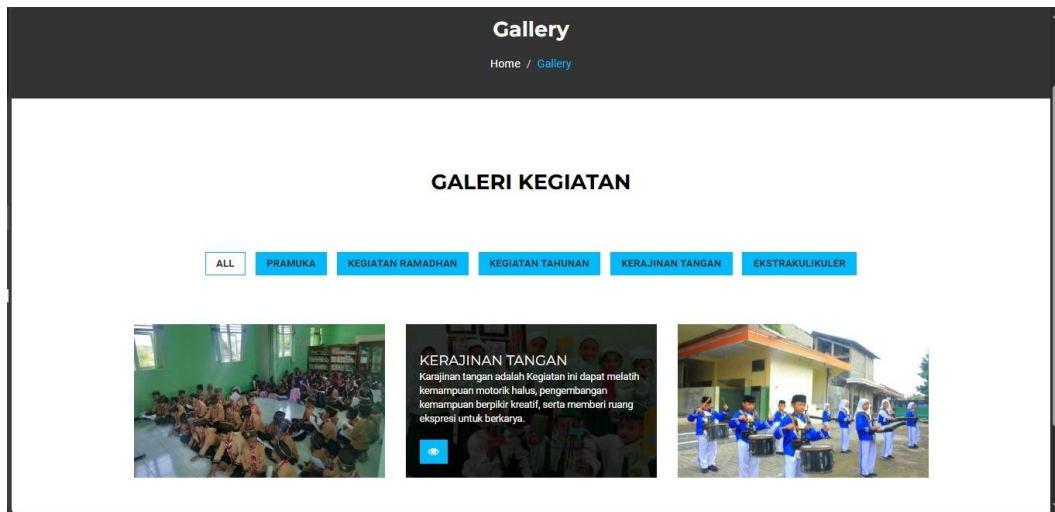 Gallery
Home / Gallery
GALERI KEGIATAN
ALL PRAMUKA KEGIATAN RAMADHAN KEGIATAN TAHUNAN KERAJINAN TANGAN EKSTRAKULIKULER
KERAJINAN TANGAN
Karajinan tangan adalah Kegiatan ini dapat melatih
kemampuan motorik halus, pengembangan
kemampuan berpikir kreatif, serta memberi ruang
ekspresi untuk berkarya.